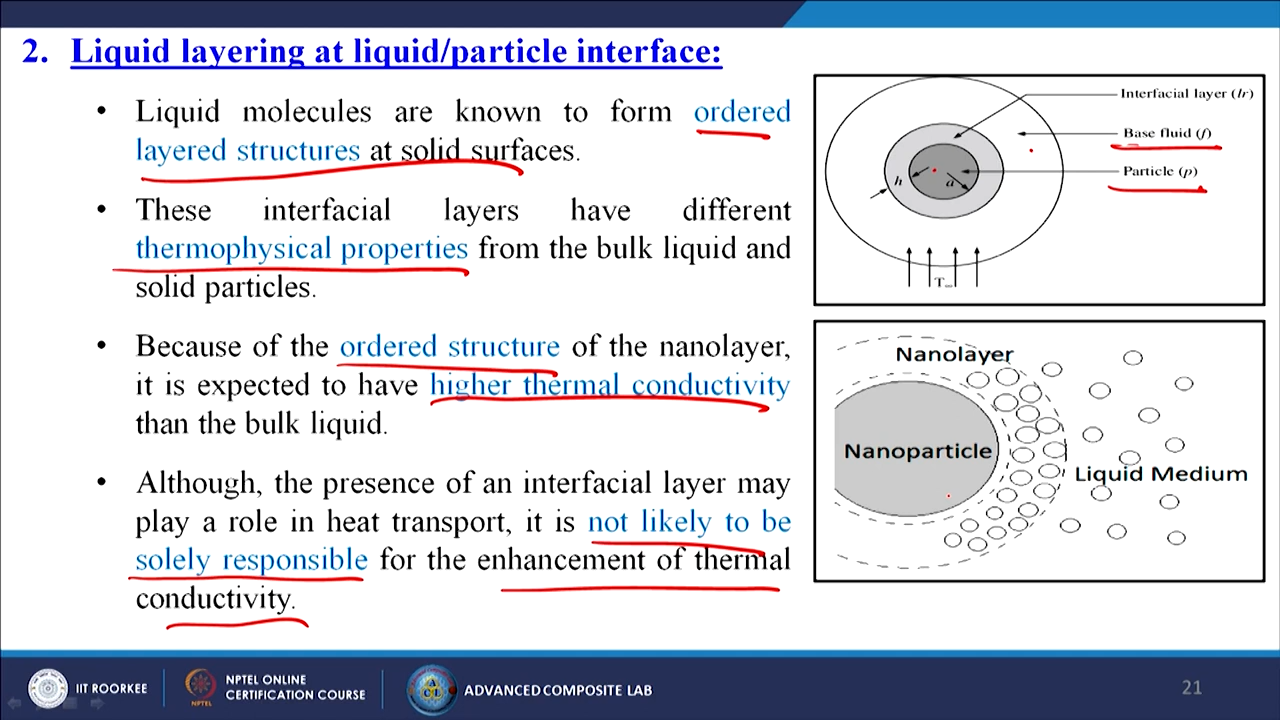 2. Liquid layering at liquid/particle interface:
• Liquid molecules are known to form ordered
layered structures at solid surfaces.
• These interfacial layers have different
thermophysical properties from the bulk liquid and
solid particles.
• Because of the ordered structure of the nanolayer,
it is expected to have higher thermal conductivity
than the bulk liquid.
• Although, the presence of an interfacial layer may
play a role in heat transport, it is not likely to be
solely responsible for the enhancement of thermal
conductivity.
Interfacial layer (lr)
Base fluid (f)
Particle (p)
h
a
T∞
Nanolayer
Nanoparticle
Liquid Medium
IIT ROORKEE
NPTEL
NPTEL ONLINE
CERTIFICATION COURSE
ACL
ADVANCED COMPOSITE LAB
21